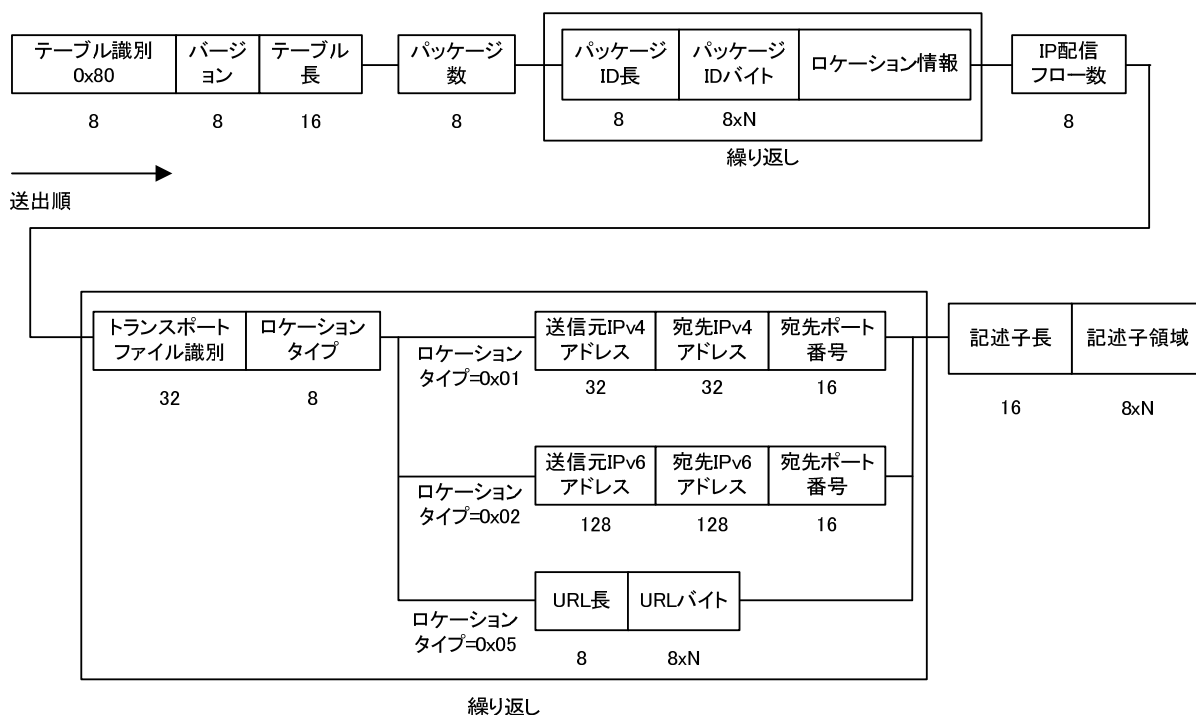 テーブル識別
0x80
バージ
ョン
テーブル
長
パッケージ
数
パッケージ
ID長
パッケージ
IDバイト
ロケーション情報
IP配信
フロー数
8
8
16
8
8
8xN
8
繰り返し
送出順
トランスポート
ファイル識別
ロケーション
タイプ
32
8
ロケーション
タイプ=0x01
送信元IPv4
アドレス
宛先IPv4
アドレス
宛先ポート
番号
32
32
16
記述子長
記述子領域
16
8xN
ロケーション
タイプ=0x02
送信元IPv6
アドレス
宛先IPv6
アドレス
宛先ポート
番号
128
128
16
ロケーション
タイプ=0x05
URL長
URLバイト
8
8xN
繰り返し